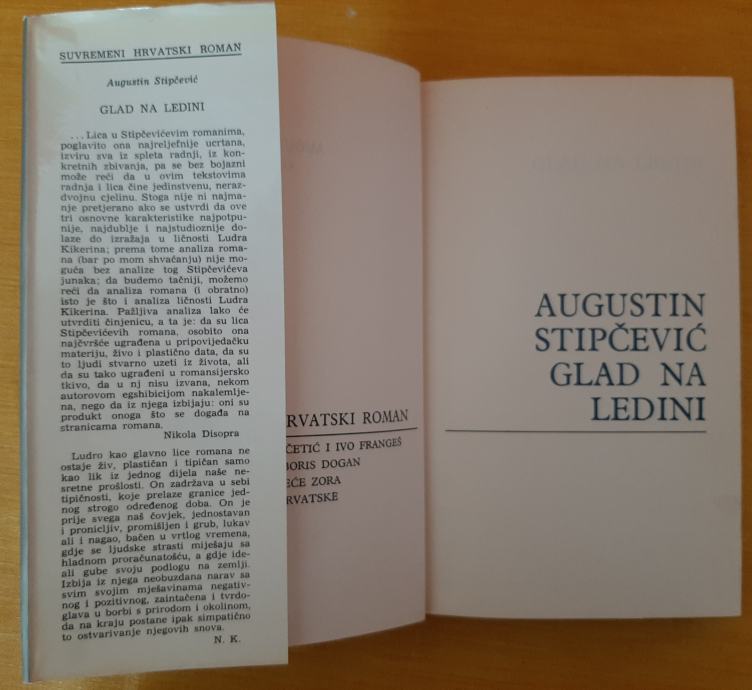 SUVREMENI HRVATSKI ROMAN
Augustin Stipčević
GLAD NA LEDINI
...Lica u Stipčevićevim romanima,
poglavito ona najreljefnije ucrtana,
izviru sva iz spleta radnji, iz kon-
kretnih zbivanja, pa se bez bojazni
može reći da u ovim tekstovima
radnja i lica čine jedinstvenu, neraz-
dvojnu cjelinu. Stoga nije ni najma-
nje pretjerano ako se ustvrdi da ove
tri osnovne karakteristike najpotpu-
nije, najdublje i najstudioznije do-
laze do izražaja u ličnosti Ludra
Kikerina; prema tome analiza roma-
na (bar po mom shvaćanju) nije mo-
guća bez analize tog Stipčevićeva
junaka; da budemo tačniji, možemo
reći da analiza romana (i obratno)
isto je što i analiza ličnosti Ludra
Kikerina. Pažljiva analiza lako će
utvrditi činjenicu, a ta je: da su lica
Stipčevićevih romana, osobito ona
najčvršće ugrađena u pripovijedačku
materiju, živo i plastično data, da su
to ljudi stvarno uzeti iz života, ali
da su tako ugrađeni u romansijersko
tkivo, da u nj nisu izvana, nekom
autorovom egshibicijom nakalemlje-
na, nego da iz njega izbijaju: oni su
produkt onoga što se događa na
stranicama romana.
Nikola Disopra
Ludro kao glavno lice romana ne
ostaje živ, plastičan i tipičan samo
kao lik iz jednog dijela naše ne-
sretne prošlosti. On zadržava u sebi
tipičnosti, koje prelaze granice jed-
nog strogo određenog doba. On je
prije svega naš čovjek, jednostavan
i pronicljiv, promišljen i grub, lukav
ali i nagao, bačen u vrtlog vremena,
gdje se ljudske strasti miješaju sa
hladnom proračunatošću, a gdje ide-
ali gube svoju podlogu na zemlji.
Izbija iz njega neobuzdana narav sa
svim svojim mješavinama negativ-
nog i pozitivnog, zaintačena i tvrdo-
glava u borbi s prirodom i okolinom,
da na kraju postane ipak simpatično
to ostvarivanje njegovih snova.
N. K.
RVATSKI ROMAN
ČETIĆ I IVO FRANGEŠ
BORIS DOGAN
EĆE ZORA
RVATSKE
AUGUSTIN
STIPČEVIĆ
GLAD NA
LEDINI